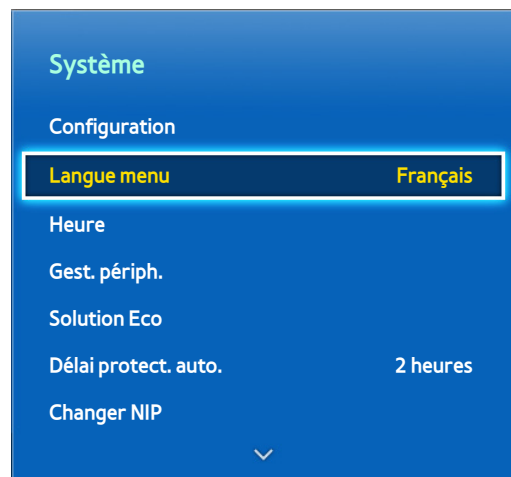 Système
Configuration
Langue menu Français
Heure
Gest. périph.
Solution Eco
Délai protect. auto. 2 heures
Changer NIP